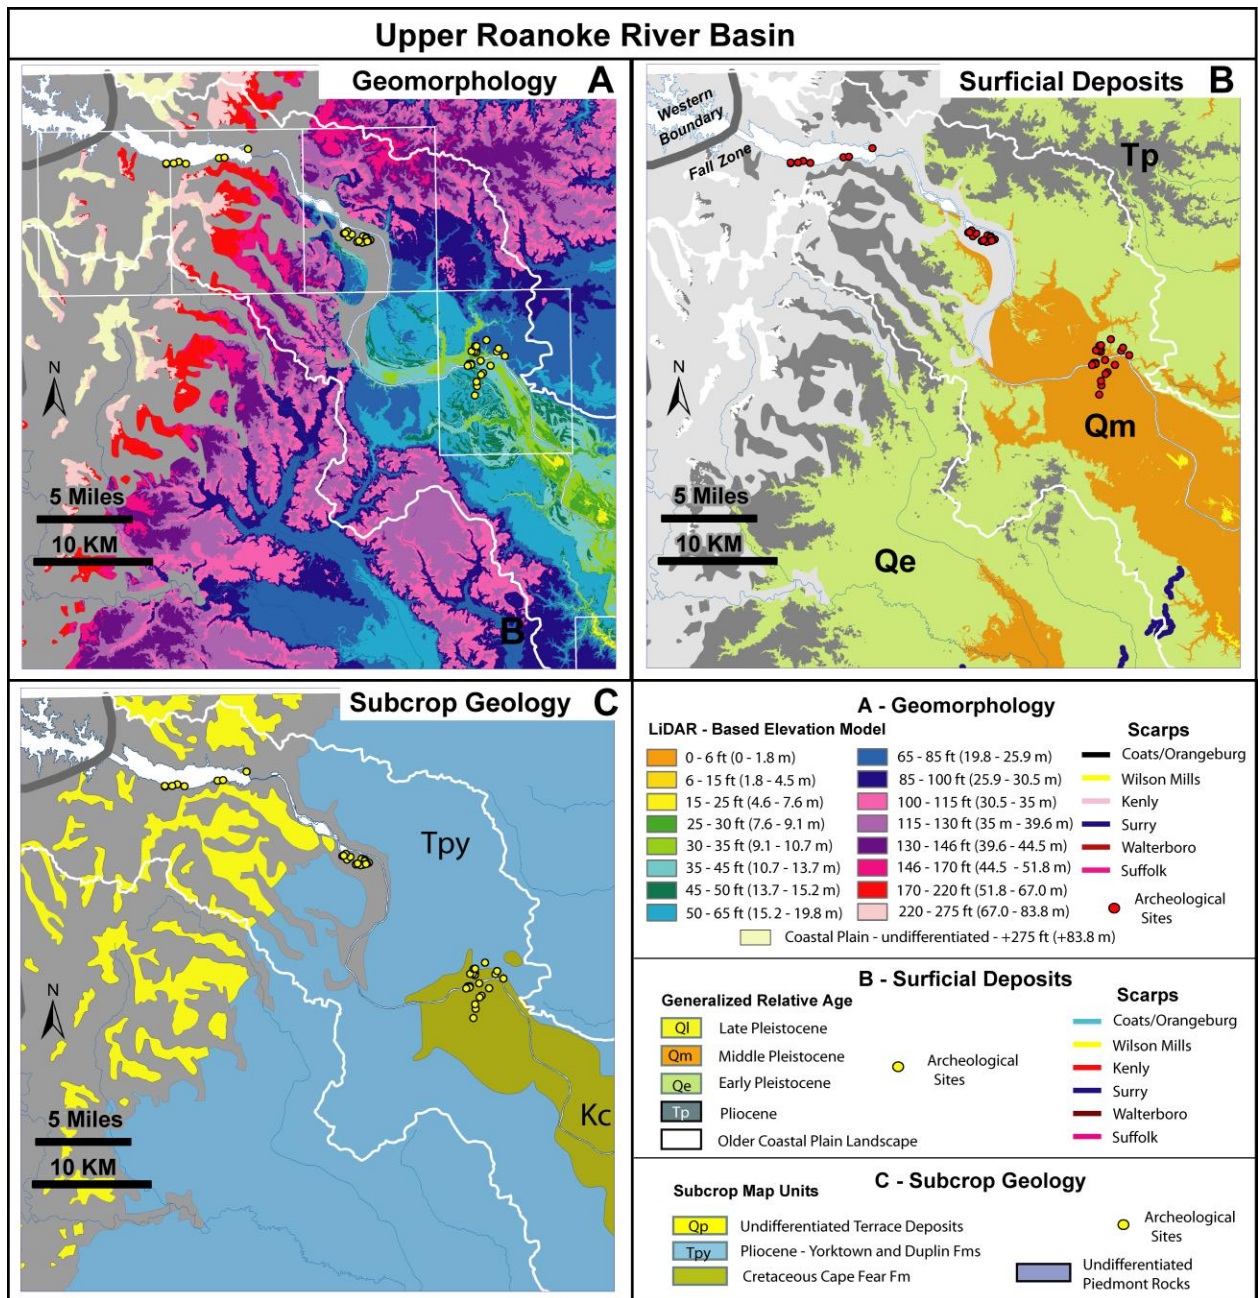 Upper Roanoke River Basin
Geomorphology A
N
5 Miles
10 KM
B
Surficial Deposits B
Western
Boundary
Fall Zone
Tp
N
Qm
5 Miles
10 KM
Qe
Subcrop Geology C
Tpy
N
Kc
5 Miles
10 KM
A - Geomorphology
LiDAR - Based Elevation Model
0 - 6 ft (0 - 1.8 m)
6 - 15 ft (1.8 - 4.5 m)
15 - 25 ft (4.6 - 7.6 m)
25 - 30 ft (7.6 - 9.1 m)
30 - 35 ft (9.1 - 10.7 m)
35 - 45 ft (10.7 - 13.7 m)
45 - 50 ft (13.7 - 15.2 m)
50 - 65 ft (15.2 - 19.8 m)
65 - 85 ft (19.8 - 25.9 m)
85 - 100 ft (25.9 - 30.5 m)
100 - 115 ft (30.5 - 35 m)
115 - 130 ft (35 m - 39.6 m)
130 - 146 ft (39.6 - 44.5 m)
146 - 170 ft (44.5 - 51.8 m)
170 - 220 ft (51.8 - 67.0 m)
220 - 275 ft (67.0 - 83.8 m)
Coastal Plain - undifferentiated - +275 ft (+83.8 m)
Scarps
Coats/Orangeburg
Wilson Mills
Kenly
Surry
Walterboro
Suffolk
Archeological
Sites
B - Surficial Deposits
Generalized Relative Age
Ql Late Pleistocene
Qm Middle Pleistocene
Qe Early Pleistocene
Tp Pliocene
Older Coastal Plain Landscape
Archeological
Sites
Scarps
Coats/Orangeburg
Wilson Mills
Kenly
Surry
Walterboro
Suffolk
C - Subcrop Geology
Subcrop Map Units
Qp Undifferentiated Terrace Deposits
Tpy Pliocene - Yorktown and Duplin Fms
Cretaceous Cape Fear Fm
Archeological
Sites
Undifferentiated
Piedmont Rocks